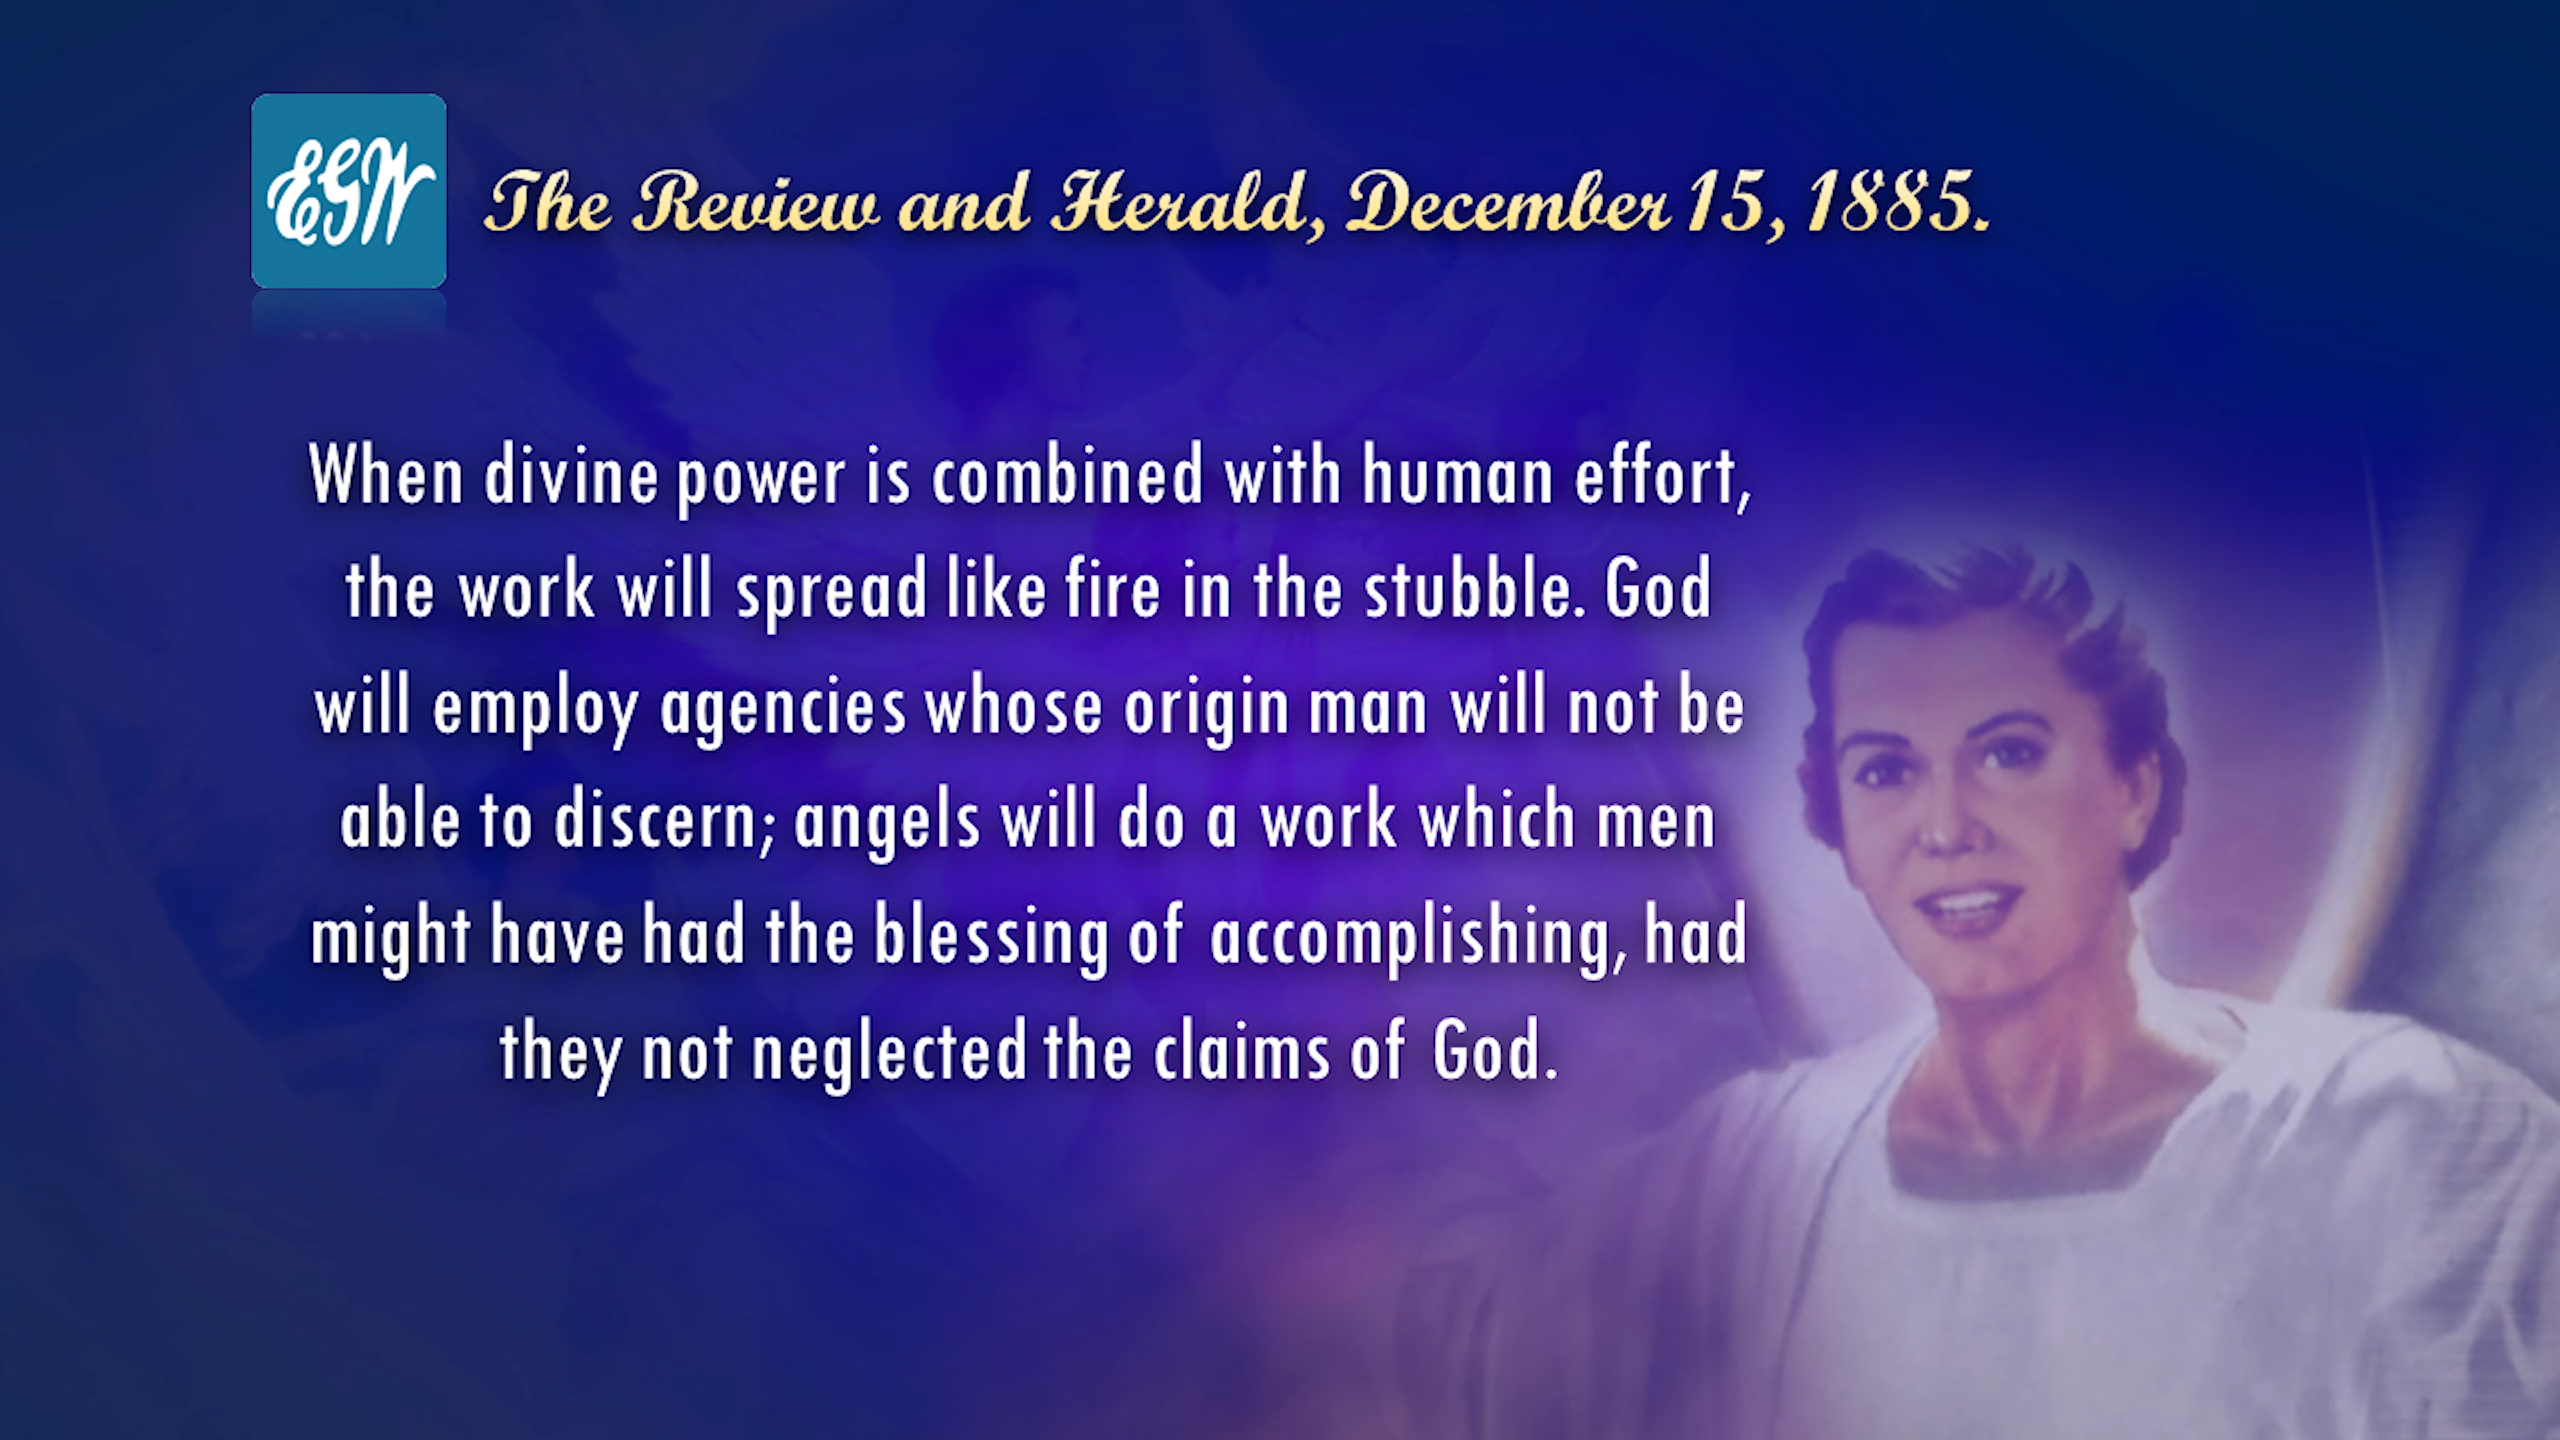 EGW
The Review and Herald, December 15, 1885.
When divine power is combined with human effort,
the work will spread like fire in the stubble. God
will employ agencies whose origin man will not be
able to discern; angels will do a work which men
might have had the blessing of accomplishing, had
they not neglected the claims of God.